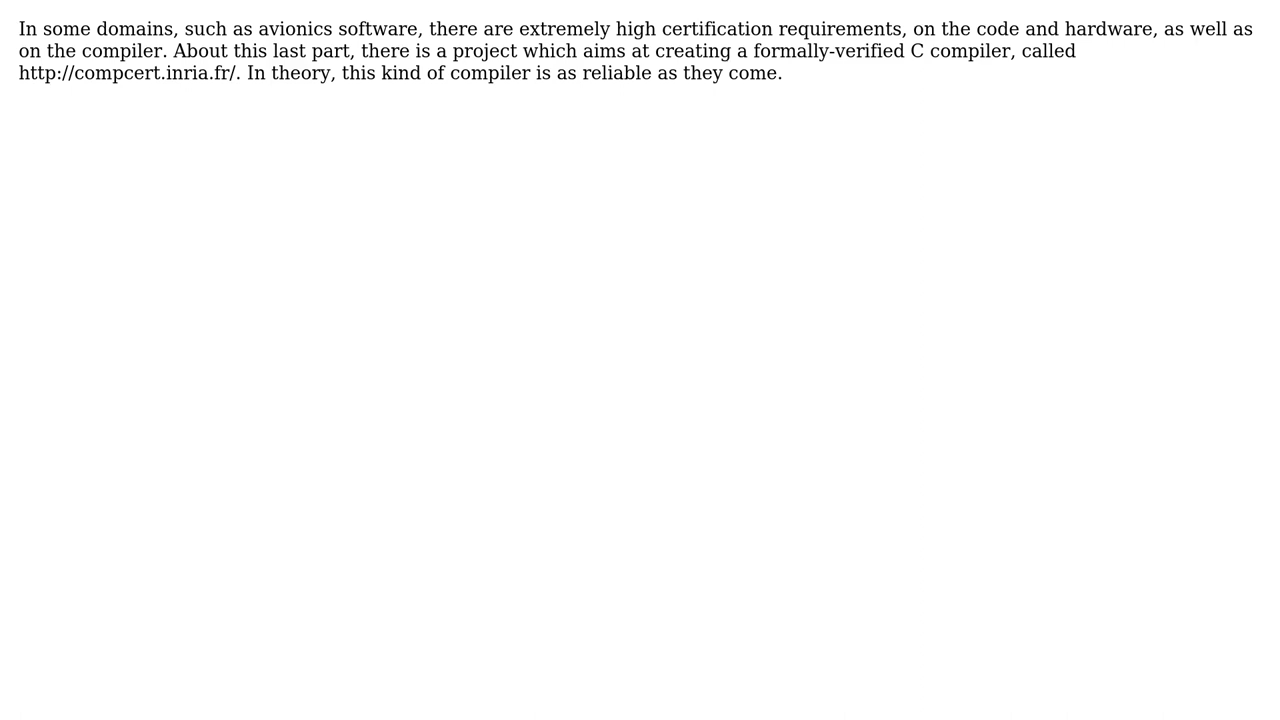 In some domains, such as avionics software, there are extremely high certification requirements, on the code and hardware, as well as
on the compiler. About this last part, there is a project which aims at creating a formally-verified C compiler, called
http://compcert.inria.fr/. In theory, this kind of compiler is as reliable as they come.